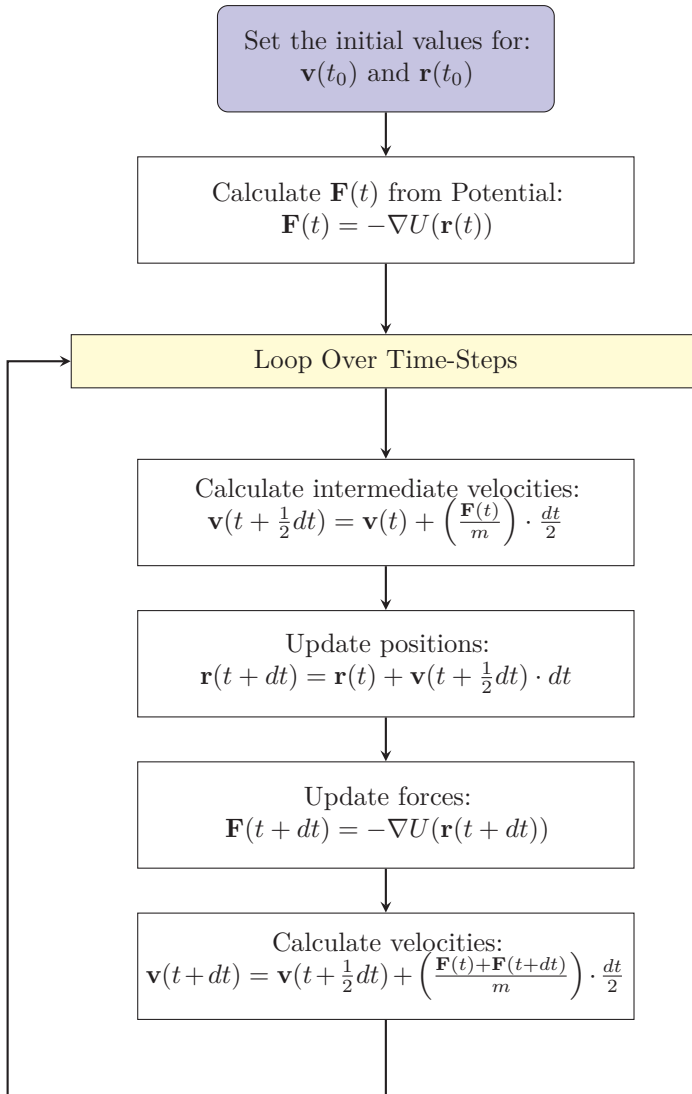 Set the initial values for:
v(t₀) and r(t₀)
Calculate F(t) from Potential:
F(t) = −∇U(r(t))
Loop Over Time-Steps
Calculate intermediate velocities:
v(t + ½dt) = v(t) + (F(t)/m) · dt/2
Update positions:
r(t + dt) = r(t) + v(t + ½dt) · dt
Update forces:
F(t + dt) = −∇U(r(t + dt))
Calculate velocities:
v(t+dt) = v(t+½dt)+(F(t)+F(t+dt)/m) · dt/2